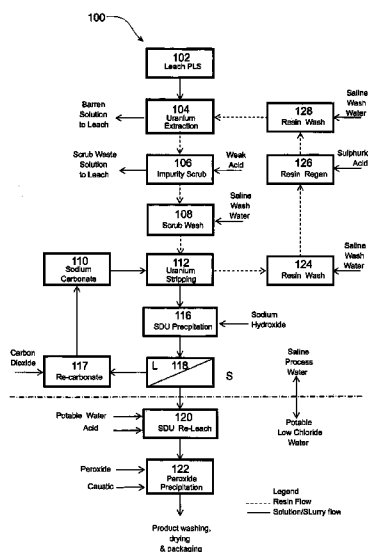 100
102
Leach PLS
Barren
Solution
to Leach
104
Uranium
Extraction
128
Resin Wash
Saline
Wash
Water
Scrub Waste
Solution
to Leach
106
Impurity Scrub
Weak
Acid
126
Resin Regen
Sulphuric
Acid
108
Scrub Wash
Saline
Wash
Water
110
Sodium
Carbonate
112
Uranium
Stripping
124
Resin Wash
Saline
Wash
Water
116
SDU Precpitation
Sodium
Hydroxide
Carbon
Dioxide
117
Re-carbonate
L 118
S
Saline
Process
Water
Potable Water
Acid
120
SDU Re-Leach
Potable
Low Chloride
Water
Peroxide
Caustic
122
Peroxide
Precipitation
Legend
Resin Flow
Solution/SLurry flow
Product washing,
drying
& packaging